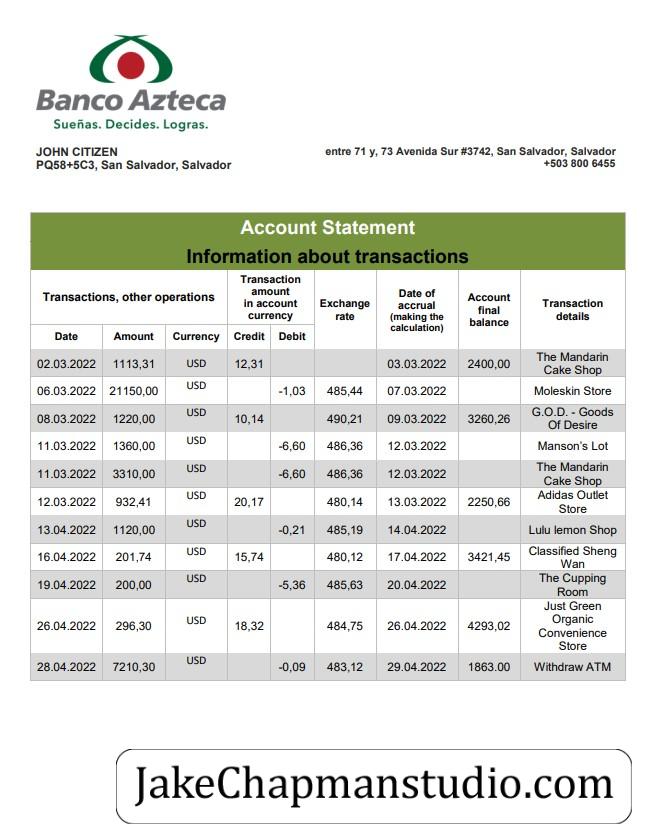 Banco Azteca
Sueñas. Decides. Logras.
JOHN CITIZEN
PQ58+5C3, San Salvador, Salvador
entre 71 y, 73 Avenida Sur #3742, San Salvador, Salvador
+503 800 6455
Account Statement
Information about transactions
Transactions, other operations
Transaction
amount
in account
currency
Exchange
rate
Date of
accrual
(making the
calculation)
Account
final
balance
Transaction
details
Date Amount Currency Credit Debit
02.03.2022 1113,31 USD 12,31 03.03.2022 2400,00 The Mandarin
Cake Shop
06.03.2022 21150,00 USD -1,03 485,44 07.03.2022 Moleskin Store
08.03.2022 1220,00 USD 10,14 490,21 09.03.2022 3260,26 G.O.D. - Goods
Of Desire
11.03.2022 1360,00 USD -6,60 486,36 12.03.2022 Manson's Lot
11.03.2022 3310,00 USD -6,60 486,36 12.03.2022 The Mandarin
Cake Shop
12.03.2022 932,41 USD 20,17 480,14 13.03.2022 2250,66 Adidas Outlet
Store
13.04.2022 1120,00 USD -0,21 485,19 14.04.2022 Lulu lemon Shop
16.04.2022 201,74 USD 15,74 480,12 17.04.2022 3421,45 Classified Sheng
Wan
19.04.2022 200,00 USD -5,36 485,63 20.04.2022 The Cupping
Room
26.04.2022 296,30 USD 18,32 484,75 26.04.2022 4293,02 Just Green
Organic
Convenience
Store
28.04.2022 7210,30 USD -0,09 483,12 29.04.2022 1863.00 Withdraw ATM
JakeChapmanstudio.com